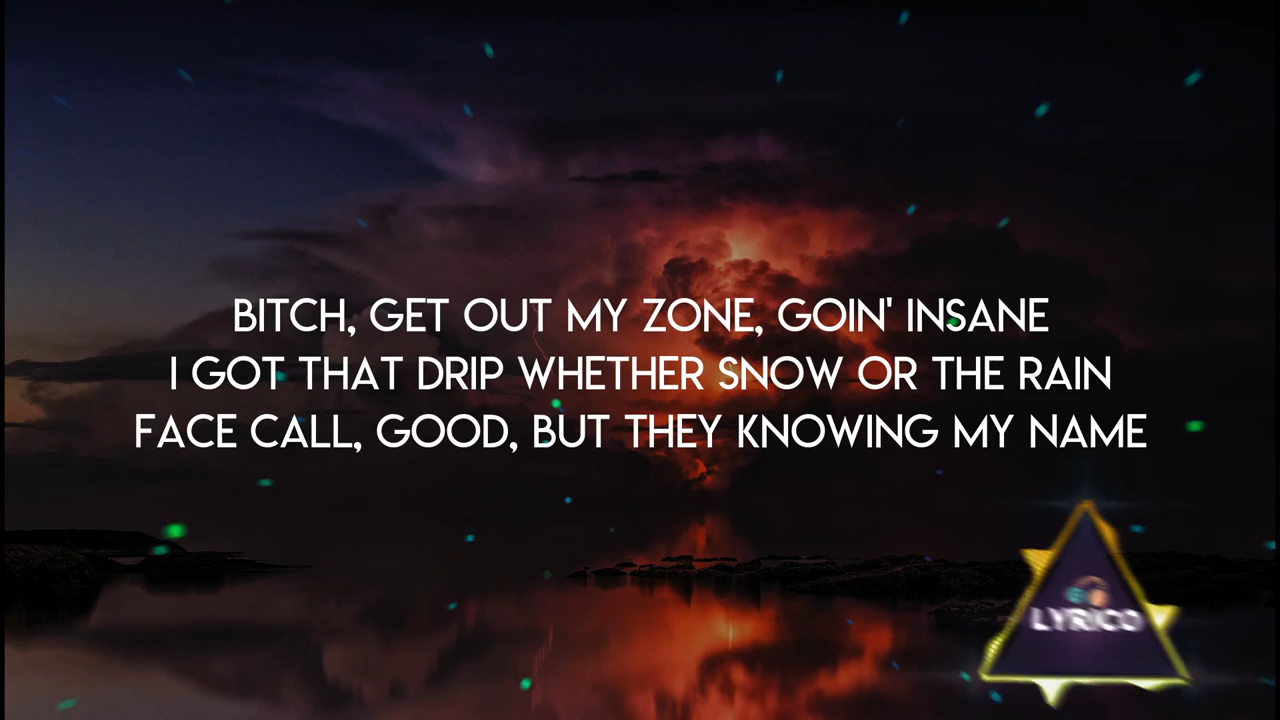 BITCH, GET OUT MY ZONE, GOIN' INSANE
I GOT THAT DRIP WHETHER SNOW OR THE RAIN
FACE CALL, GOOD, BUT THEY KNOWING MY NAME
LYRICO